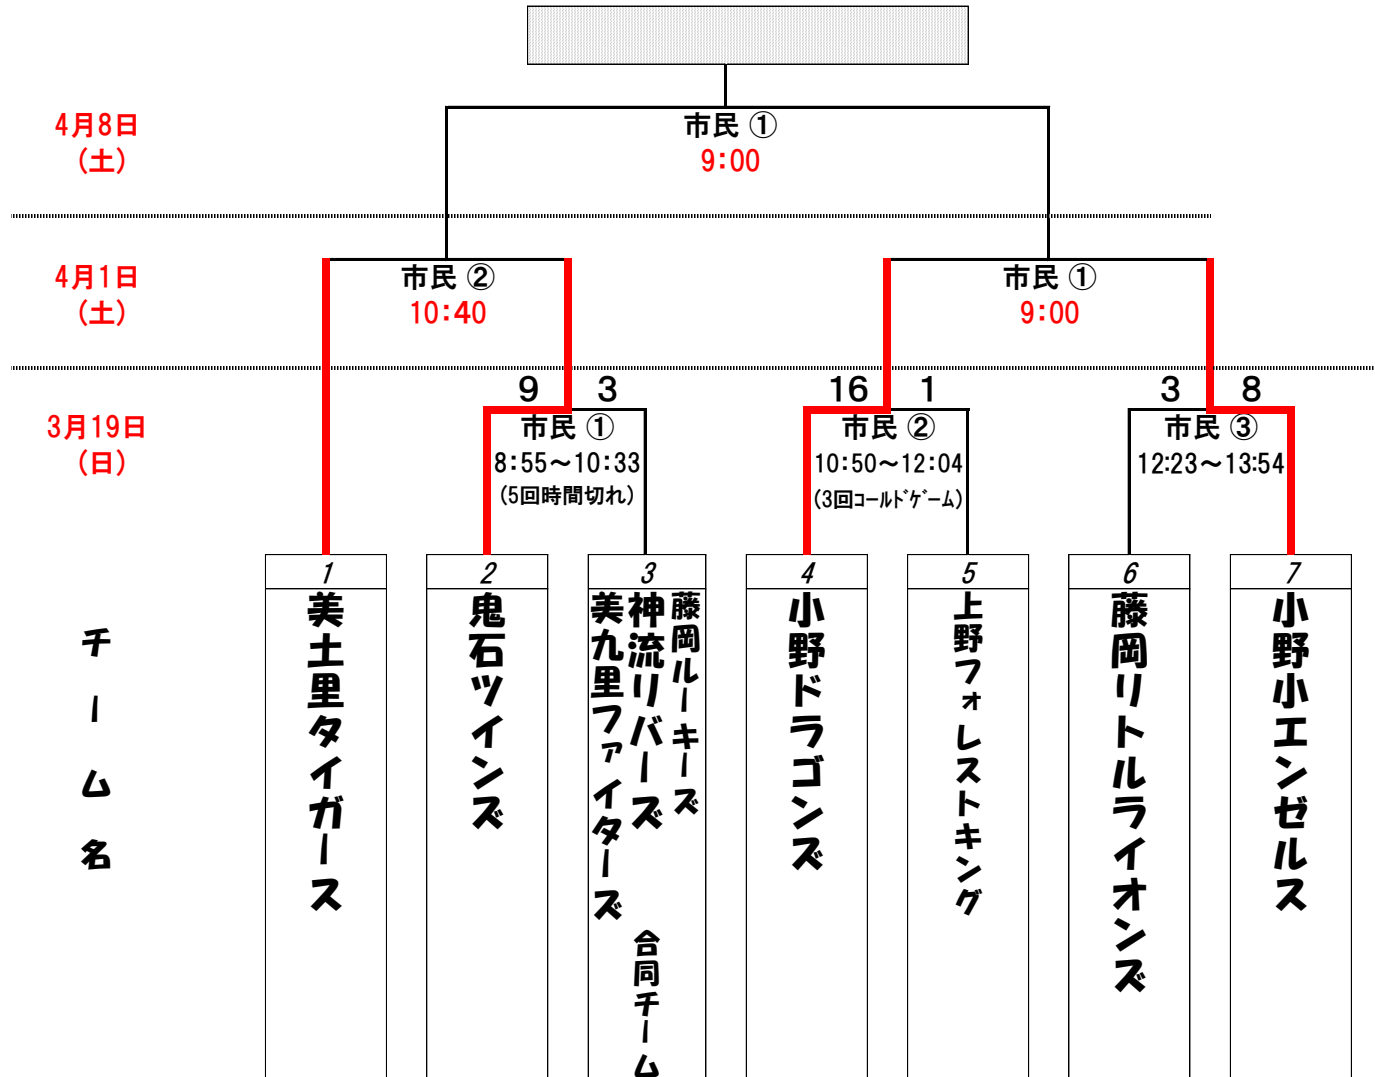 4月8日
(土)
市民 ①
9:00
4月1日
(土)
市民 ②
10:40
市民 ①
9:00
3月19日
(日)
9 3
市民 ①
8:55～10:33
(5回時間切れ)
16 1
市民 ②
10:50～12:04
(3回コールドゲーム)
3 8
市民 ③
12:23～13:54
チーム名
1
美土里タイガース
2
鬼石ツインズ
3
藤岡ルーキーズ
神流リバーズ
美九里ファイターズ
合同チーム
4
小野ドラゴンズ
5
上野フォレストキング
6
藤岡リトルライオンズ
7
小野小エンゼルス